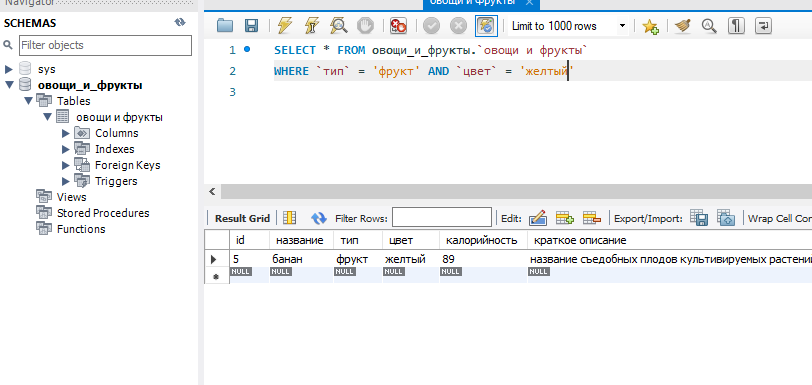 Navigator
овощи и фрукты
SCHEMAS
Filter objects
sys
овощи_и_фрукты
Tables
овощи и фрукты
Columns
Indexes
Foreign Keys
Triggers
Views
Stored Procedures
Functions
Limit to 1000 rows
1 SELECT * FROM овощи_и_фрукты.`овощи и фрукты`
2 WHERE `тип` = 'фрукт' AND `цвет` = 'желтый'
3
Result Grid Filter Rows: Edit: Export/Import: Wrap Cell Con
id название тип цвет калорийность краткое описание
5 банан фрукт желтый 89 название съедобных плодов культивируемых растени
NULL NULL NULL NULL NULL NULL